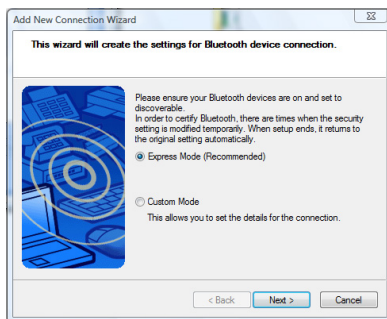 Add New Connection Wizard
This wizard will create the settings for Bluetooth device connection.
Please ensure your Bluetooth devices are on and set to
discoverable.
In order to certify Bluetooth, there are times when the security
setting is modified temporarily. When setup ends, it returns to
the original setting automatically.
Express Mode (Recommended)
Custom Mode
This allows you to set the details for the connection.
< Back Next > Cancel